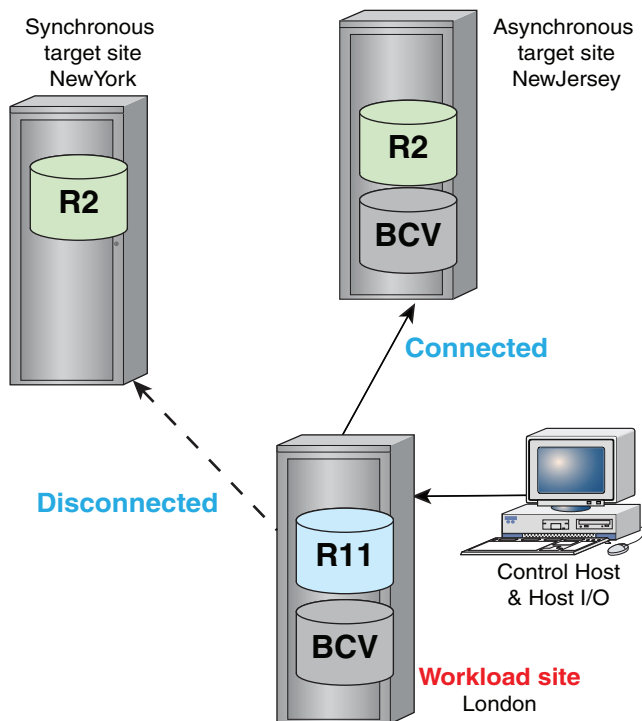 Synchronous
target site
NewYork
Asynchronous
target site
NewJersey
R2
R2
BCV
Connected
Disconnected
R11
BCV
Control Host
& Host I/O
Workload site
London